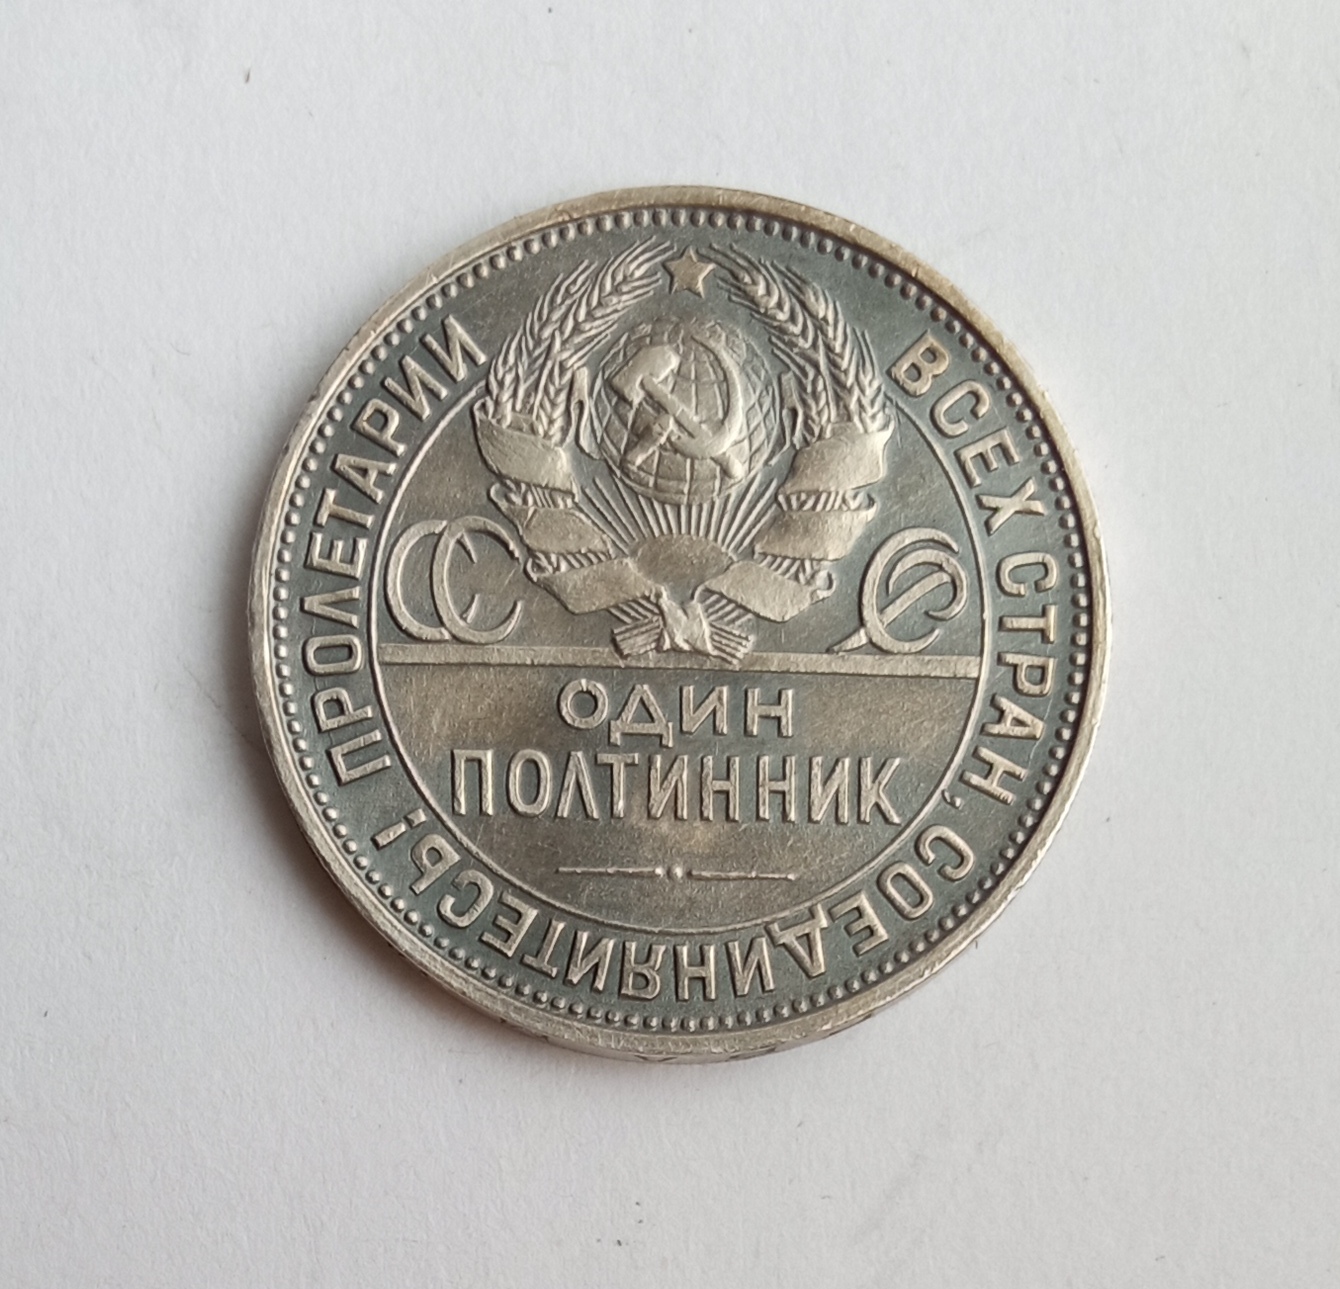 ПРОЛЕТАРИИ ВСЕХ СТРАН, СОЕДИНЯЙТЕСЬ!
СС СР
ОДИН
ПОЛТИННИК